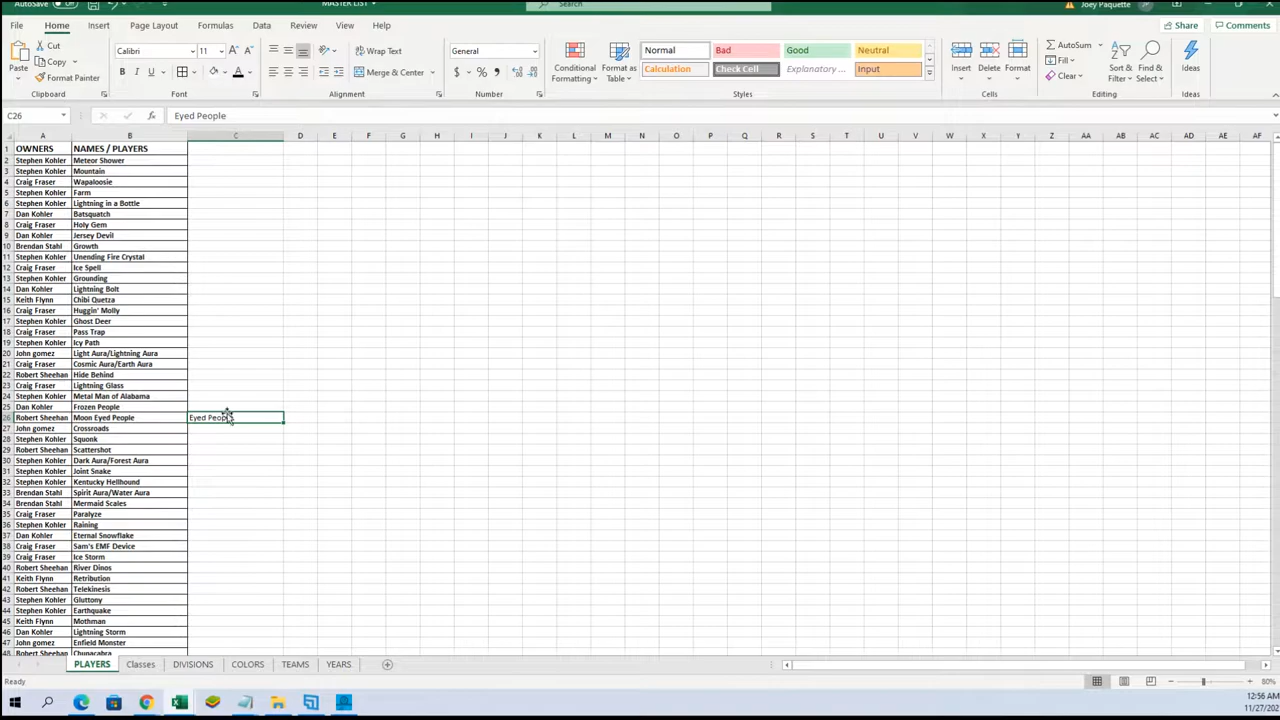 AutoSave
MASTER LIST
Search
Joey Paquette
File Home Insert Page Layout Formulas Data Review View Help
Share Comments
Paste
Cut
Copy
Format Painter
Clipboard
Calibri 11
B I U
Font
Wrap Text
Merge & Center
Alignment
General
$ % ,
Number
Conditional Formatting
Format as Table
Normal Bad Good Neutral
Calculation Check Cell Explanatory ... Input
Styles
Insert Delete Format
Cells
AutoSum
Fill
Clear
Sort & Filter
Find & Select
Editing
Ideas
Ideas
C26 fx Eyed People
A B C D E F G H I J K L M N O P Q R S T U V W X Y Z AA AB AC AD AE AF
1 OWNERS NAMES / PLAYERS
2 Stephen Kohler Meteor Shower
3 Stephen Kohler Mountain
4 Craig Fraser Wapaloosie
5 Stephen Kohler Farm
6 Stephen Kohler Lightning in a Bottle
7 Dan Kohler Batsquatch
8 Craig Fraser Holy Gem
9 Dan Kohler Jersey Devil
10 Brendan Stahl Growth
11 Stephen Kohler Unending Fire Crystal
12 Craig Fraser Ice Spell
13 Stephen Kohler Grounding
14 Dan Kohler Lightning Bolt
15 Keith Flynn Chibi Quetza
16 Craig Fraser Huggin' Molly
17 Stephen Kohler Ghost Deer
18 Craig Fraser Pass Trap
19 Stephen Kohler Icy Path
20 John gomez Light Aura/Lightning Aura
21 Craig Fraser Cosmic Aura/Earth Aura
22 Robert Sheehan Hide Behind
23 Craig Fraser Lightning Glass
24 Stephen Kohler Metal Man of Alabama
25 Dan Kohler Frozen People
26 Robert Sheehan Moon Eyed People Eyed People
27 John gomez Crossroads
28 Stephen Kohler Squonk
29 Robert Sheehan Scattershot
30 Stephen Kohler Dark Aura/Forest Aura
31 Stephen Kohler Joint Snake
32 Stephen Kohler Kentucky Hellhound
33 Brendan Stahl Spirit Aura/Water Aura
34 Brendan Stahl Mermaid Scales
35 Craig Fraser Paralyze
36 Stephen Kohler Raining
37 Dan Kohler Eternal Snowflake
38 Craig Fraser Sam's EMF Device
39 Craig Fraser Ice Storm
40 Robert Sheehan River Dinos
41 Keith Flynn Retribution
42 Robert Sheehan Telekinesis
43 Stephen Kohler Gluttony
44 Stephen Kohler Earthquake
45 Keith Flynn Mothman
46 Dan Kohler Lightning Storm
47 John gomez Enfield Monster
48 Robert Sheehan Chupacabra
PLAYERS Classes DIVISIONS COLORS TEAMS YEARS
Ready
80%
12:56 AM
11/27/202